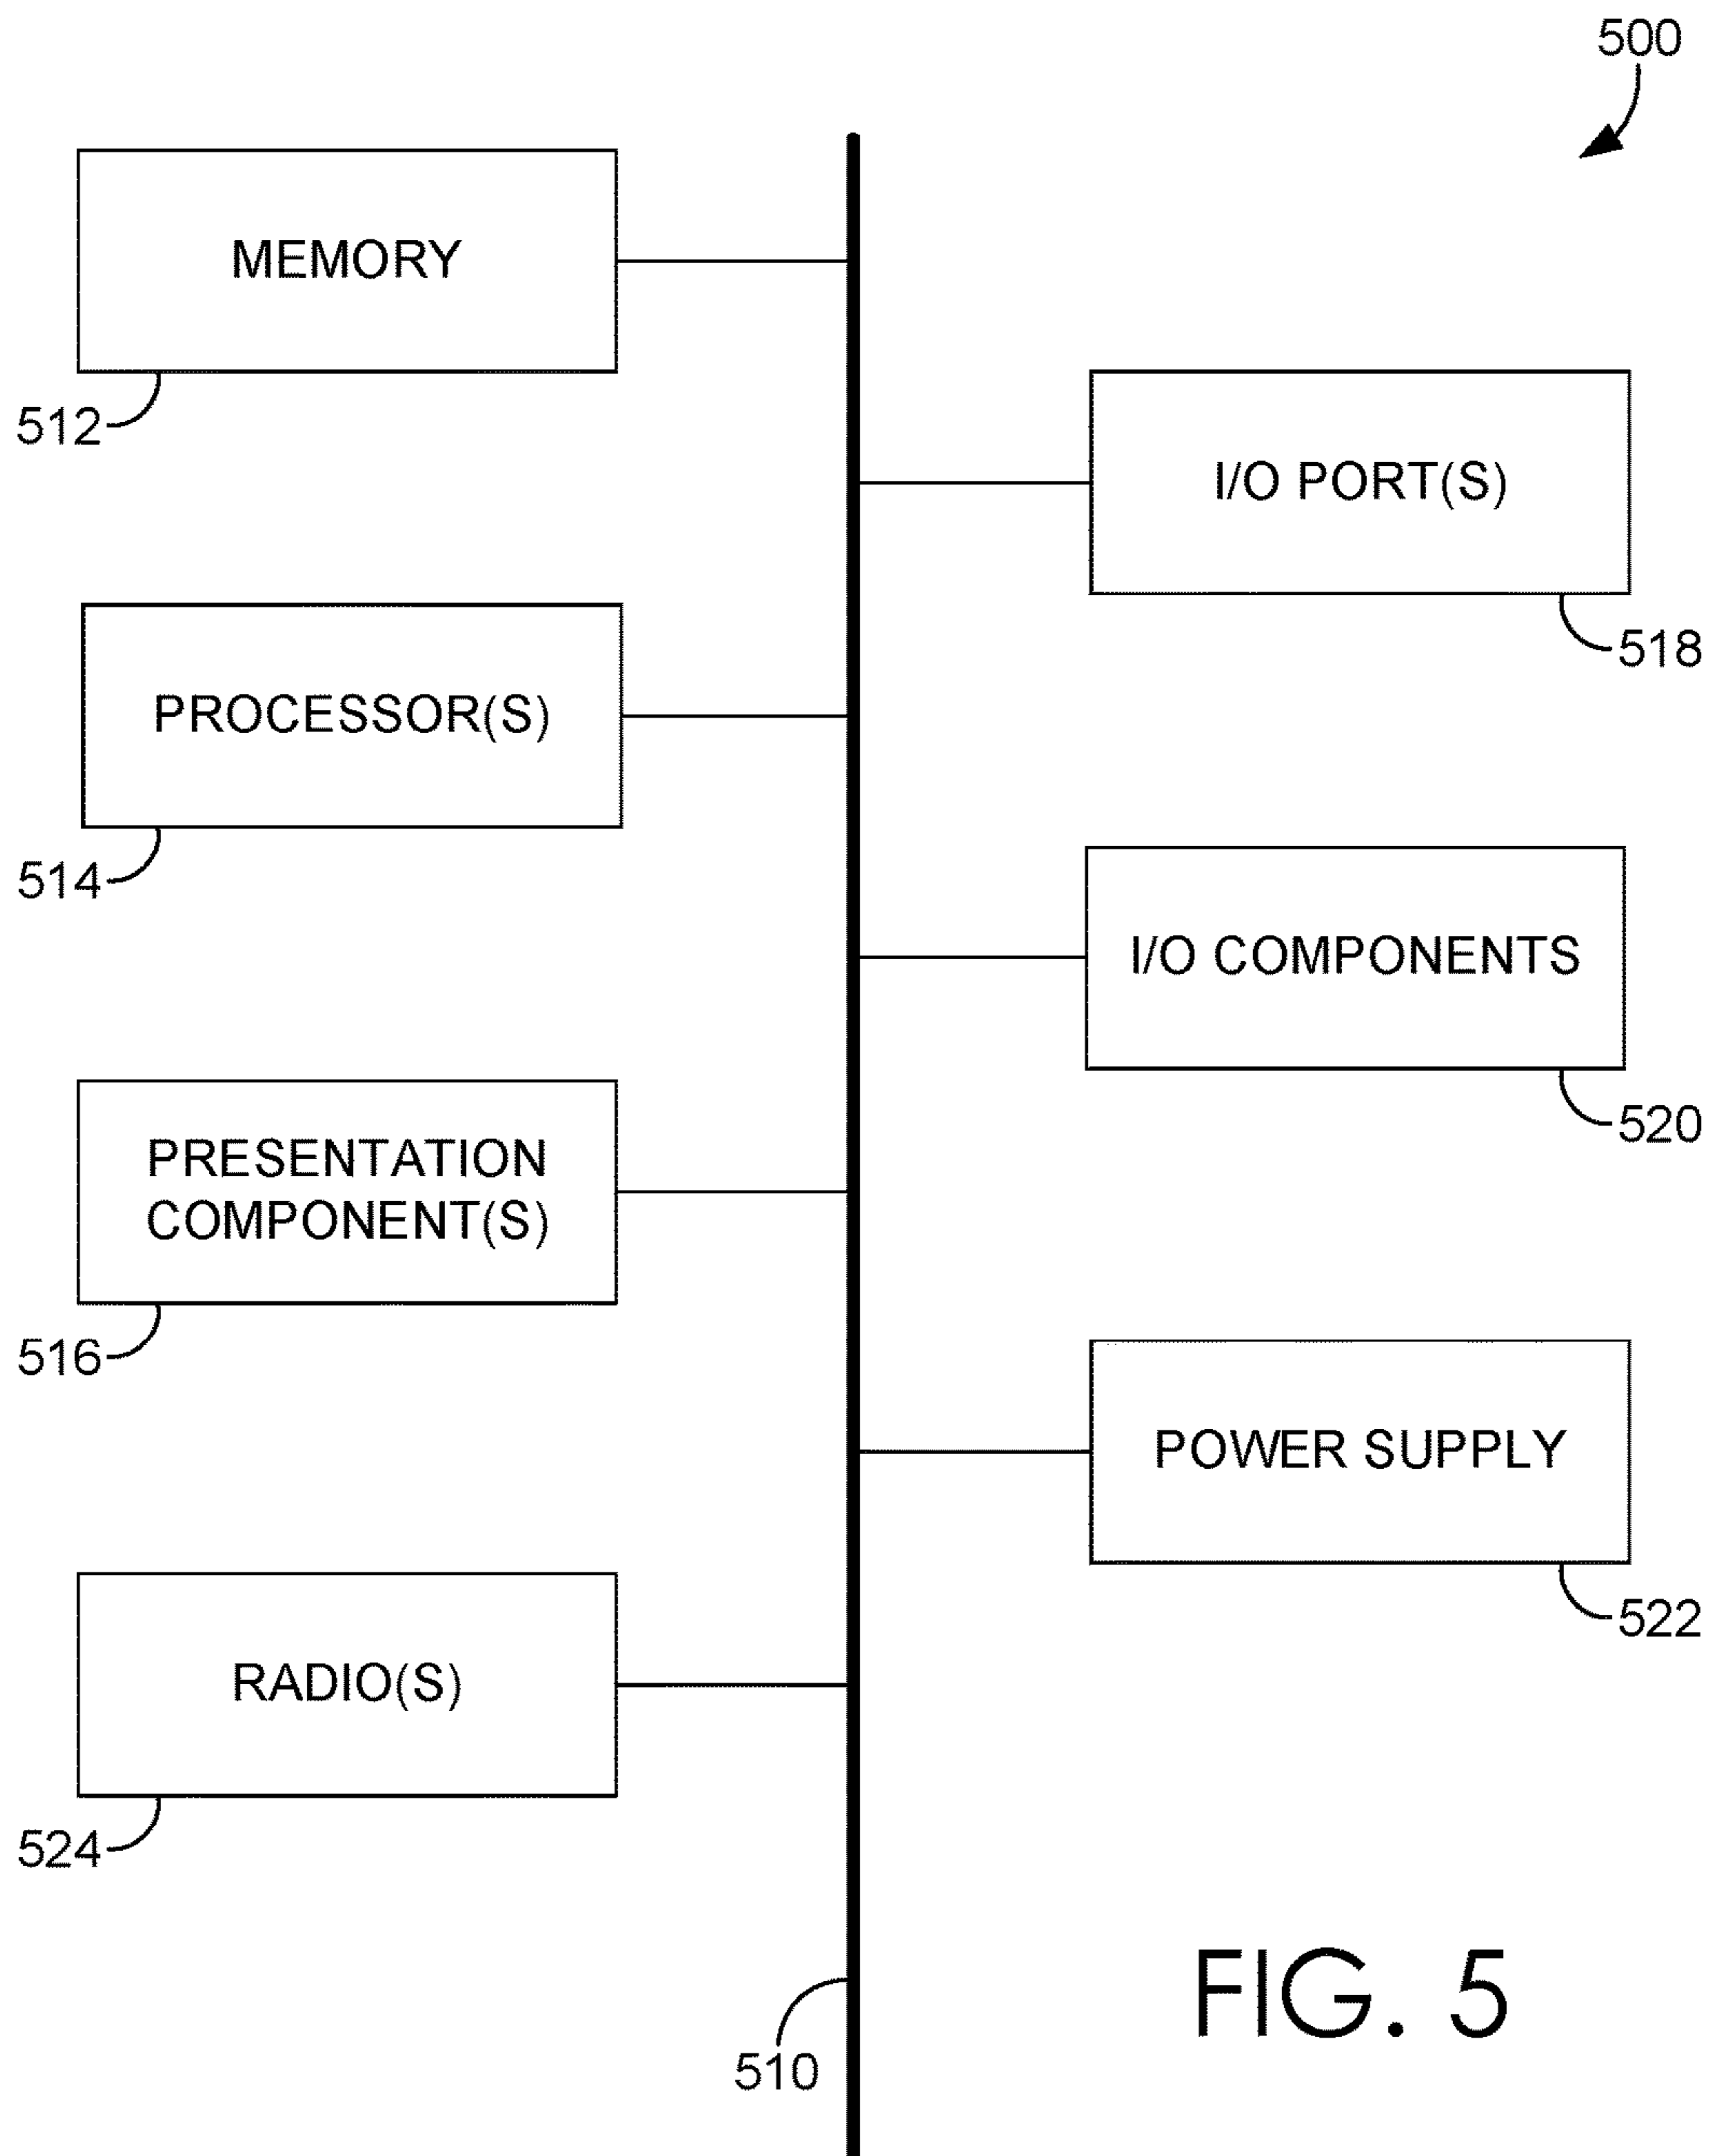 500
MEMORY
512
I/O PORT(S)
518
PROCESSOR(S)
514
I/O COMPONENTS
520
PRESENTATION
COMPONENT(S)
516
POWER SUPPLY
522
RADIO(S)
524
510
FIG. 5